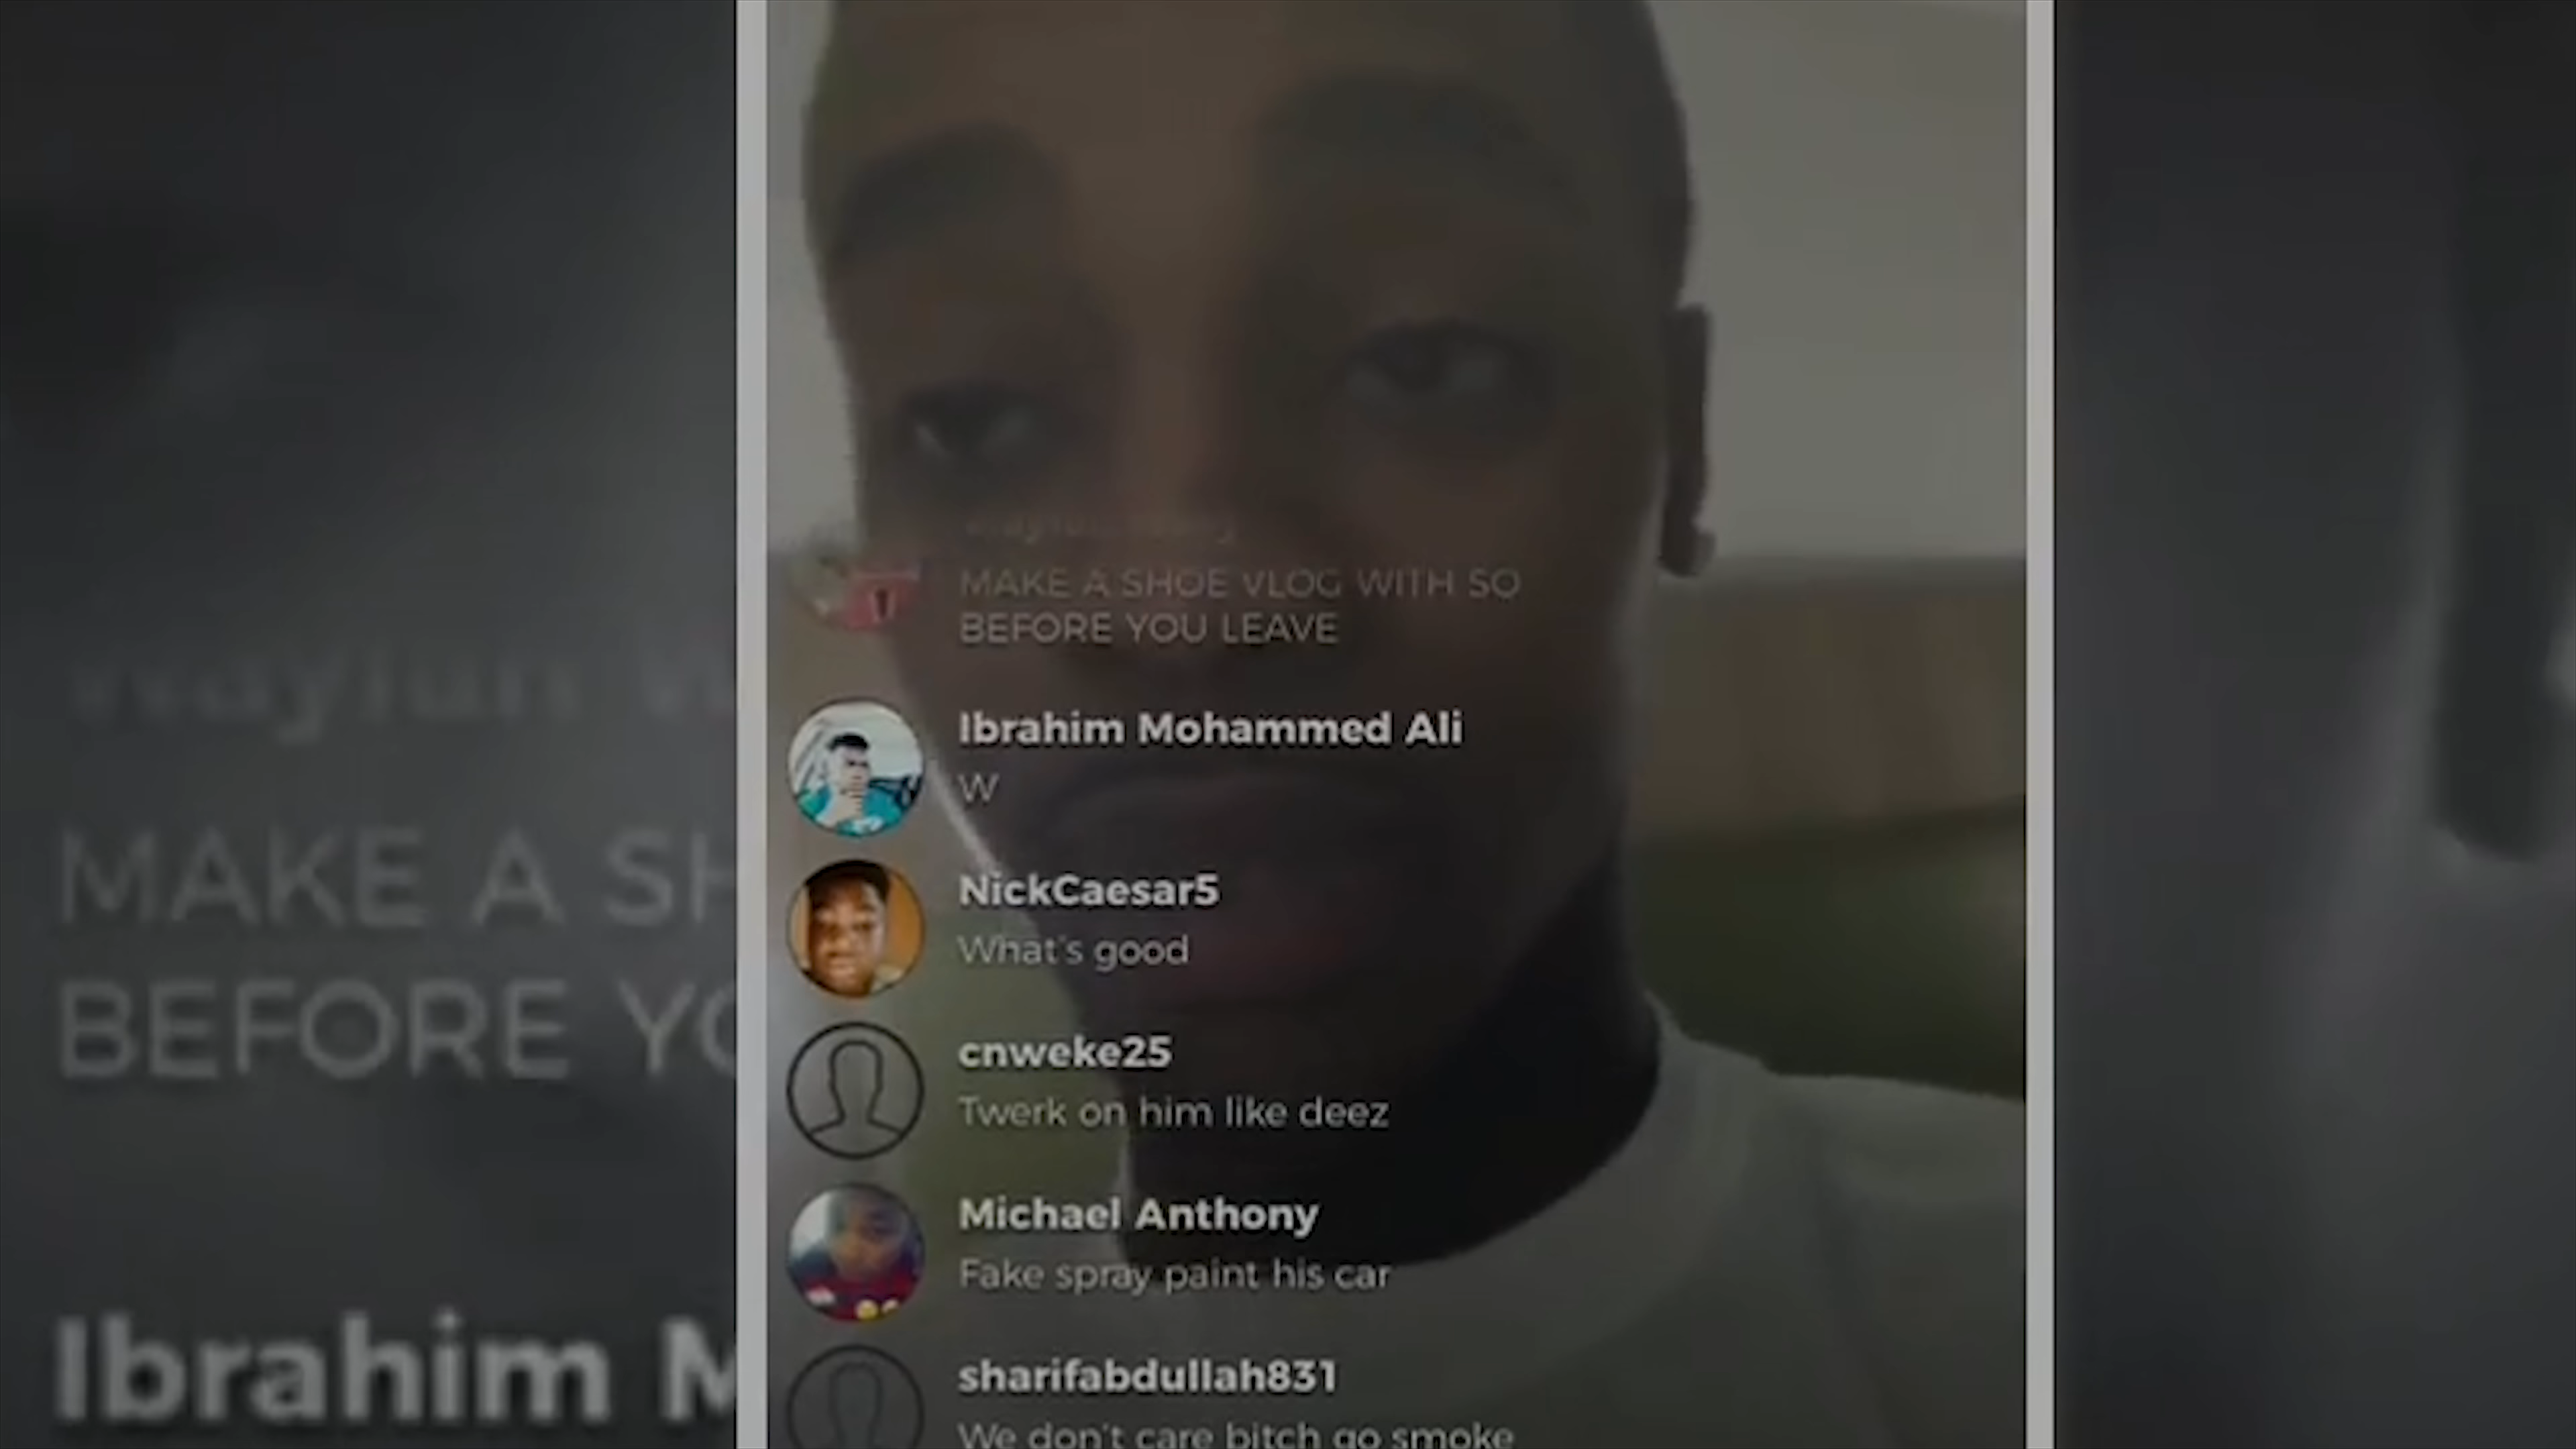 MAKE A SHOE VLOG WITH SO
BEFORE YOU LEAVE
Ibrahim Mohammed Ali
W
NickCaesar5
What's good
cnweke25
Twerk on him like deez
Michael Anthony
Fake spray paint his car
sharifabdullah831
We don't care bitch go smoke
MAKE A SH
BEFORE YO
Ibrahim M